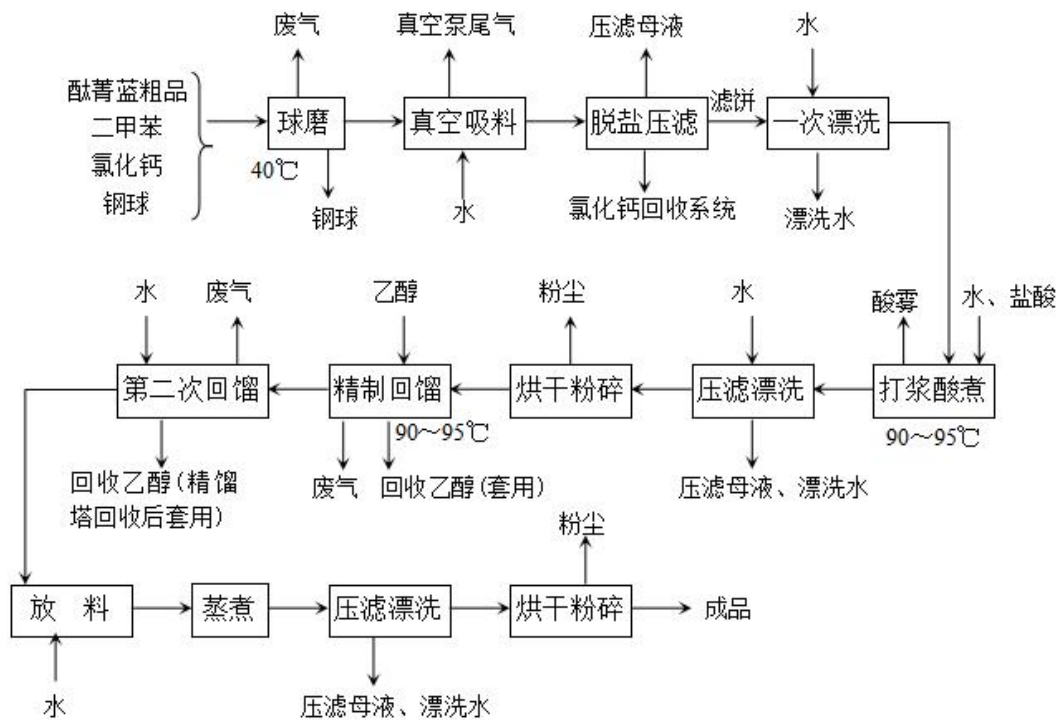 废气
真空泵尾气
压滤母液
水
酞菁蓝粗品
二甲苯
氯化钙
钢球
球磨
真空吸料
脱盐压滤
滤饼
一次漂洗
40℃
钢球
水
氯化钙回收系统
漂洗水
水
废气
乙醇
粉尘
水
酸雾
水、盐酸
第二次回馏
精制回馏
烘干粉碎
压滤漂洗
打浆酸煮
90～95℃
90～95℃
回收乙醇(精馏
塔回收后套用)
废气
回收乙醇(套用)
压滤母液、漂洗水
粉尘
放 料
蒸煮
压滤漂洗
烘干粉碎
成品
水
压滤母液、漂洗水